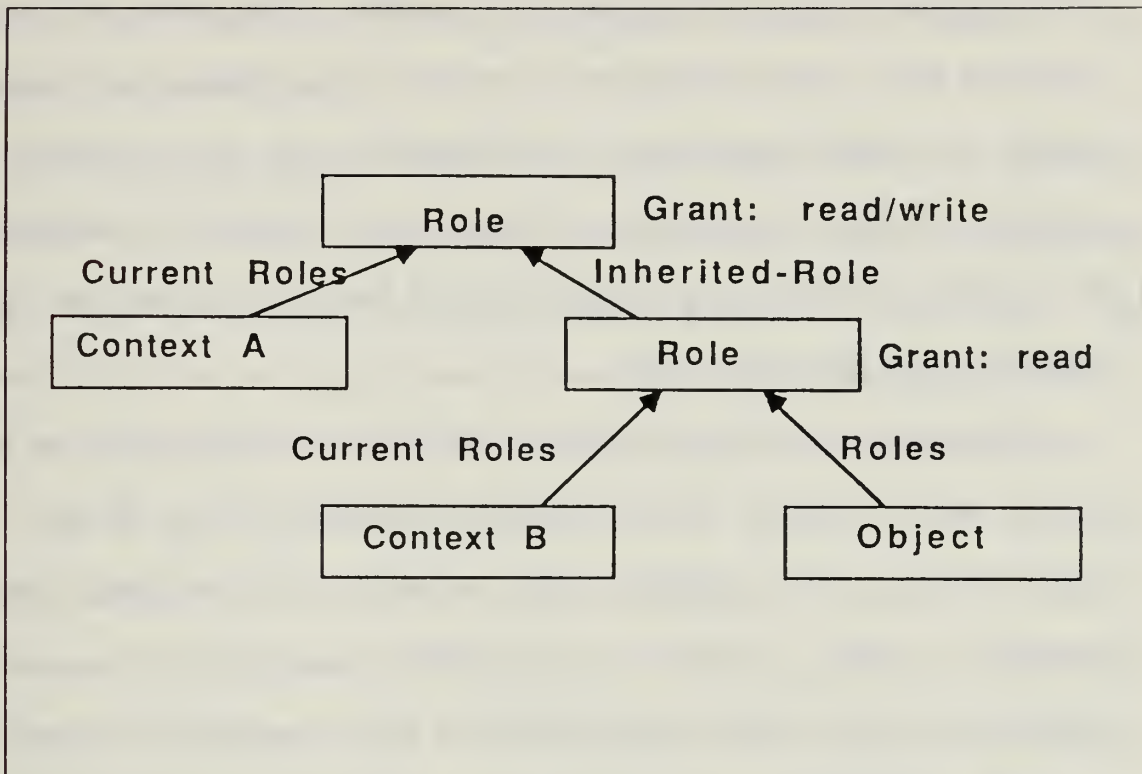 Role
Grant: read/write
Current Roles
Inherited-Role
Context A
Role
Grant: read
Current Roles
Roles
Context B
Object